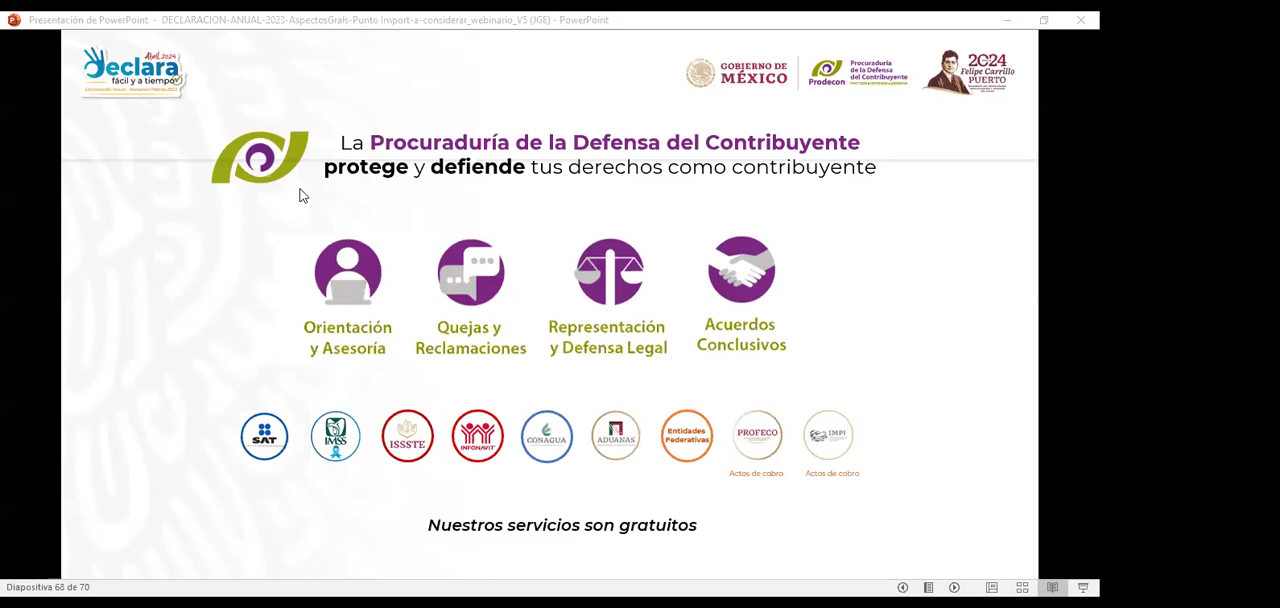 Presentación de PowerPoint - DECLARACION-ANUAL-2023-AspectosGrals-Punto Import-a-considerar_webinario_V5 (JGE) - PowerPoint
Abril 2024
Declara
fácil y a tiempo
GOBIERNO DE
MÉXICO
Prodecon
Procuraduría
de la Defensa
del Contribuyente
2024
Felipe Carrillo
PUERTO
La Procuraduría de la Defensa del Contribuyente
protege y defiende tus derechos como contribuyente
Orientación
y Asesoría
Quejas y
Reclamaciones
Representación
y Defensa Legal
Acuerdos
Conclusivos
SAT
IMSS
ISSSTE
INFONAVIT
CONAGUA
ADUANAS
Entidades
Federativas
PROFECO
IMPI
Actos de cobro
Actos de cobro
Nuestros servicios son gratuitos
Diapositiva 68 de 70